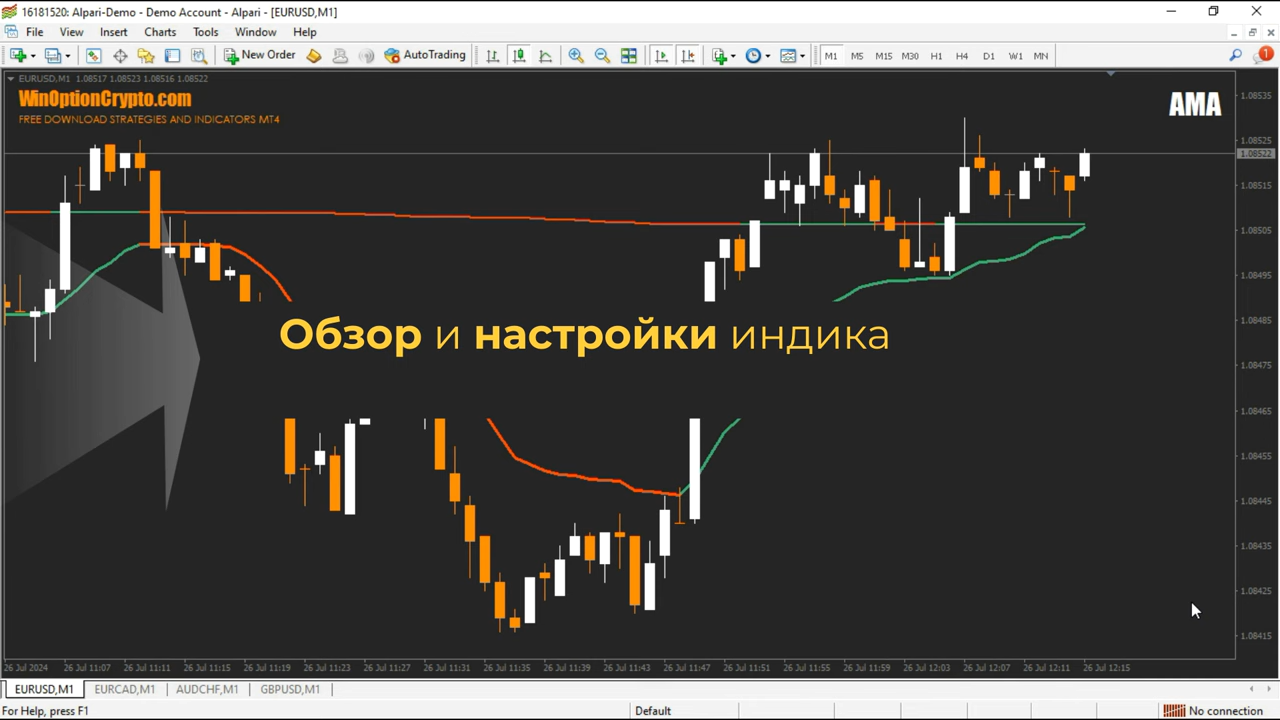 16181520: Alpari-Demo - Demo Account - Alpari - [EURUSD,M1]
File View Insert Charts Tools Window Help
New Order AutoTrading M1 M5 M15 M30 H1 H4 D1 W1 MN 1
EURUSD,M1 1.08517 1.08523 1.08516 1.08522
WinOptionCrypto.com
FREE DOWNLOAD STRATEGIES AND INDICATORS MT4
AMA
1.08535
1.08525
1.08522
1.08515
1.08505
1.08495
1.08485
1.08475
1.08465
1.08455
1.08445
1.08435
1.08425
1.08415
Обзор и настройки индика
26 Jul 2024 26 Jul 11:07 26 Jul 11:11 26 Jul 11:15 26 Jul 11:19 26 Jul 11:23 26 Jul 11:27 26 Jul 11:31 26 Jul 11:35 26 Jul 11:39 26 Jul 11:43 26 Jul 11:47 26 Jul 11:51 26 Jul 11:55 26 Jul 11:59 26 Jul 12:03 26 Jul 12:07 26 Jul 12:11 26 Jul 12:15
EURUSD,M1 EURCAD,M1 AUDCHF,M1 GBPUSD,M1
For Help, press F1 Default No connection